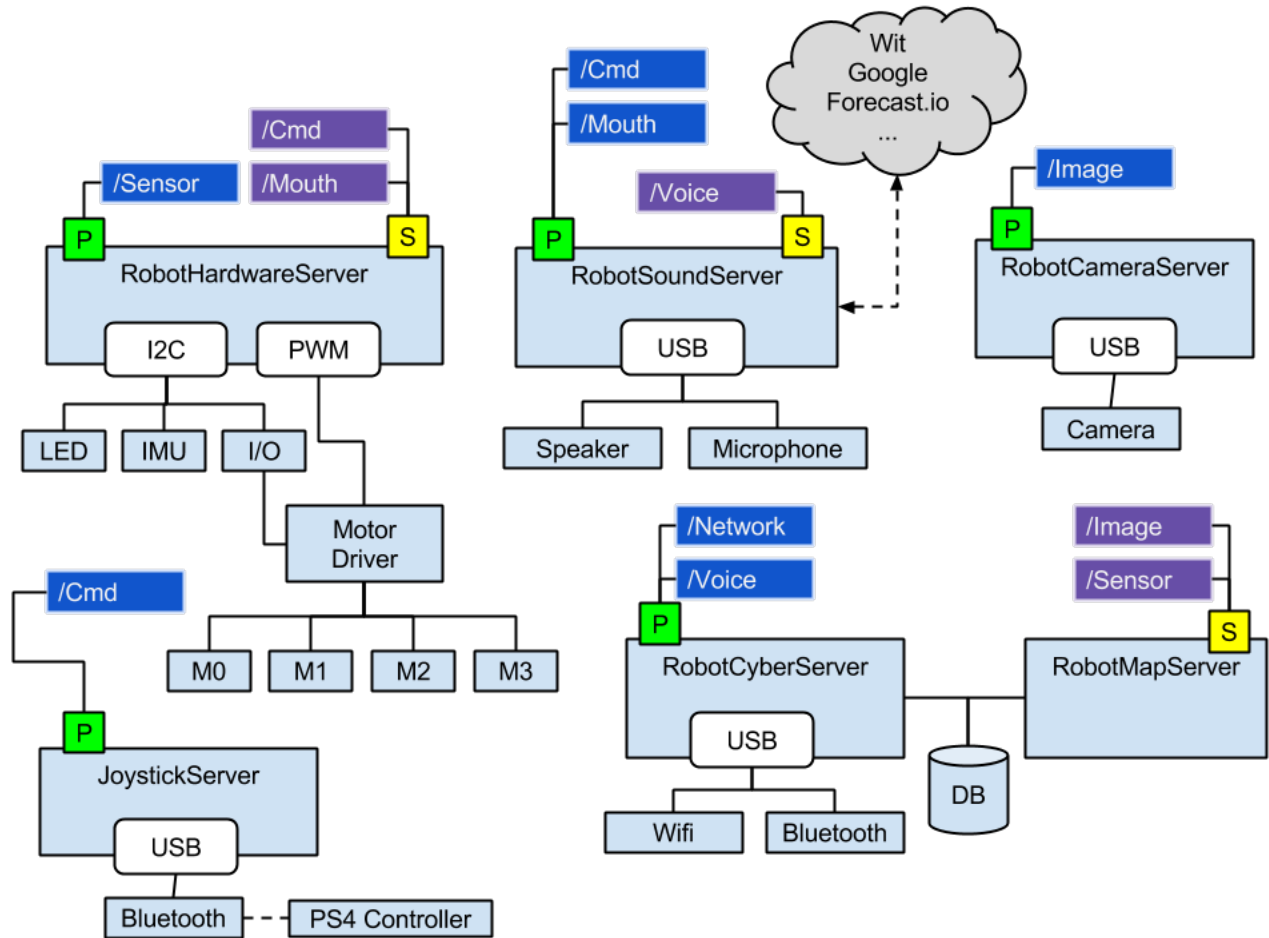 Wit
Google
Forecast.io
...
/Cmd
/Mouth
/Cmd
/Mouth
/Sensor
/Voice
/Image
P
S
RobotHardwareServer
I2C
PWM
LED
IMU
I/O
Motor
Driver
M0
M1
M2
M3
P
S
RobotSoundServer
USB
Speaker
Microphone
P
RobotCameraServer
USB
Camera
/Cmd
P
JoystickServer
USB
Bluetooth
PS4 Controller
/Network
/Voice
P
RobotCyberServer
USB
Wifi
Bluetooth
DB
/Image
/Sensor
S
RobotMapServer